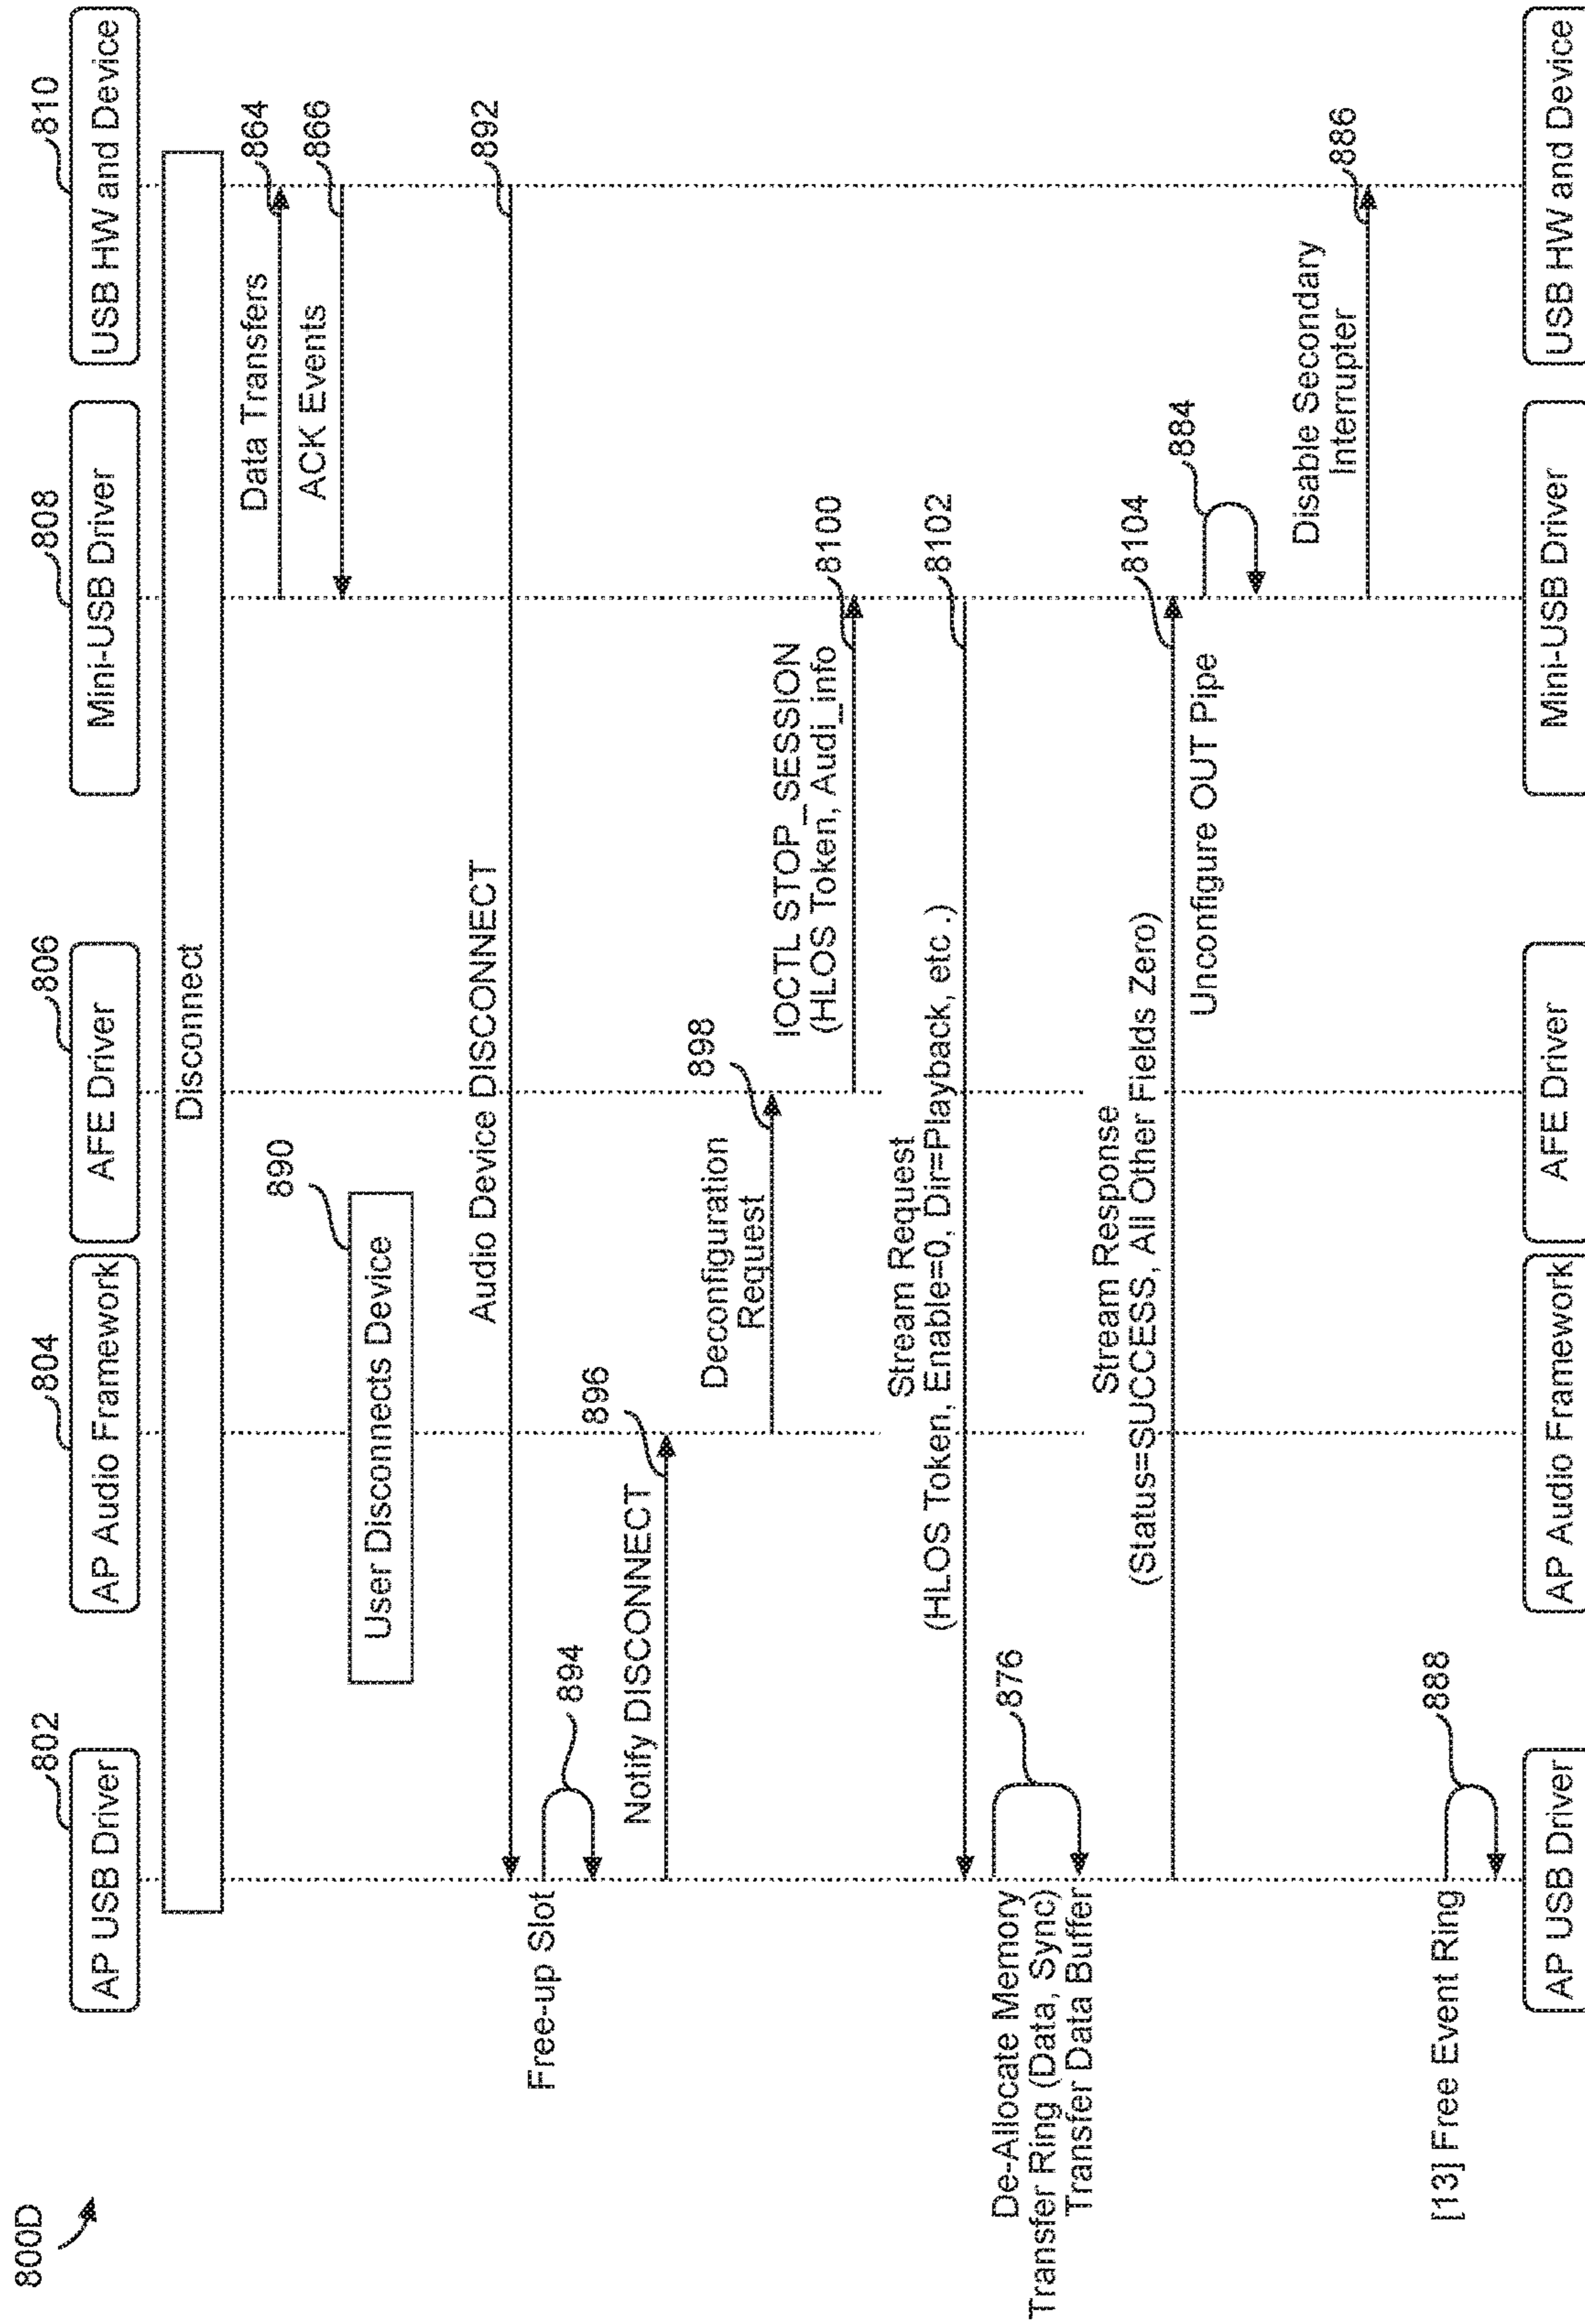 800D
802
804
806
808
810
AP USB Driver
AP Audio Framework
AFE Driver
Mini-USB Driver
USB HW and Device
Disconnect
864
Data Transfers
866
ACK Events
890
User Disconnects Device
892
Audio Device DISCONNECT
Free-up Slot
894
896
Notify DISCONNECT
898
Deconfiguration
Request
IOCTL STOP_SESSION
(HLOS Token, Audi_info
8100
Stream Request
(HLOS Token, Enable=0, Dir=Playback, etc .)
8102
De-Allocate Memory
Transfer Ring (Data, Sync)
Transfer Data Buffer
876
Stream Response
(Status=SUCCESS, All Other Fields Zero)
8104
Unconfigure OUT Pipe
884
Disable Secondary
Interrupter
886
[13] Free Event Ring
888
AP USB Driver
AP Audio Framework
AFE Driver
Mini-USB Driver
USB HW and Device